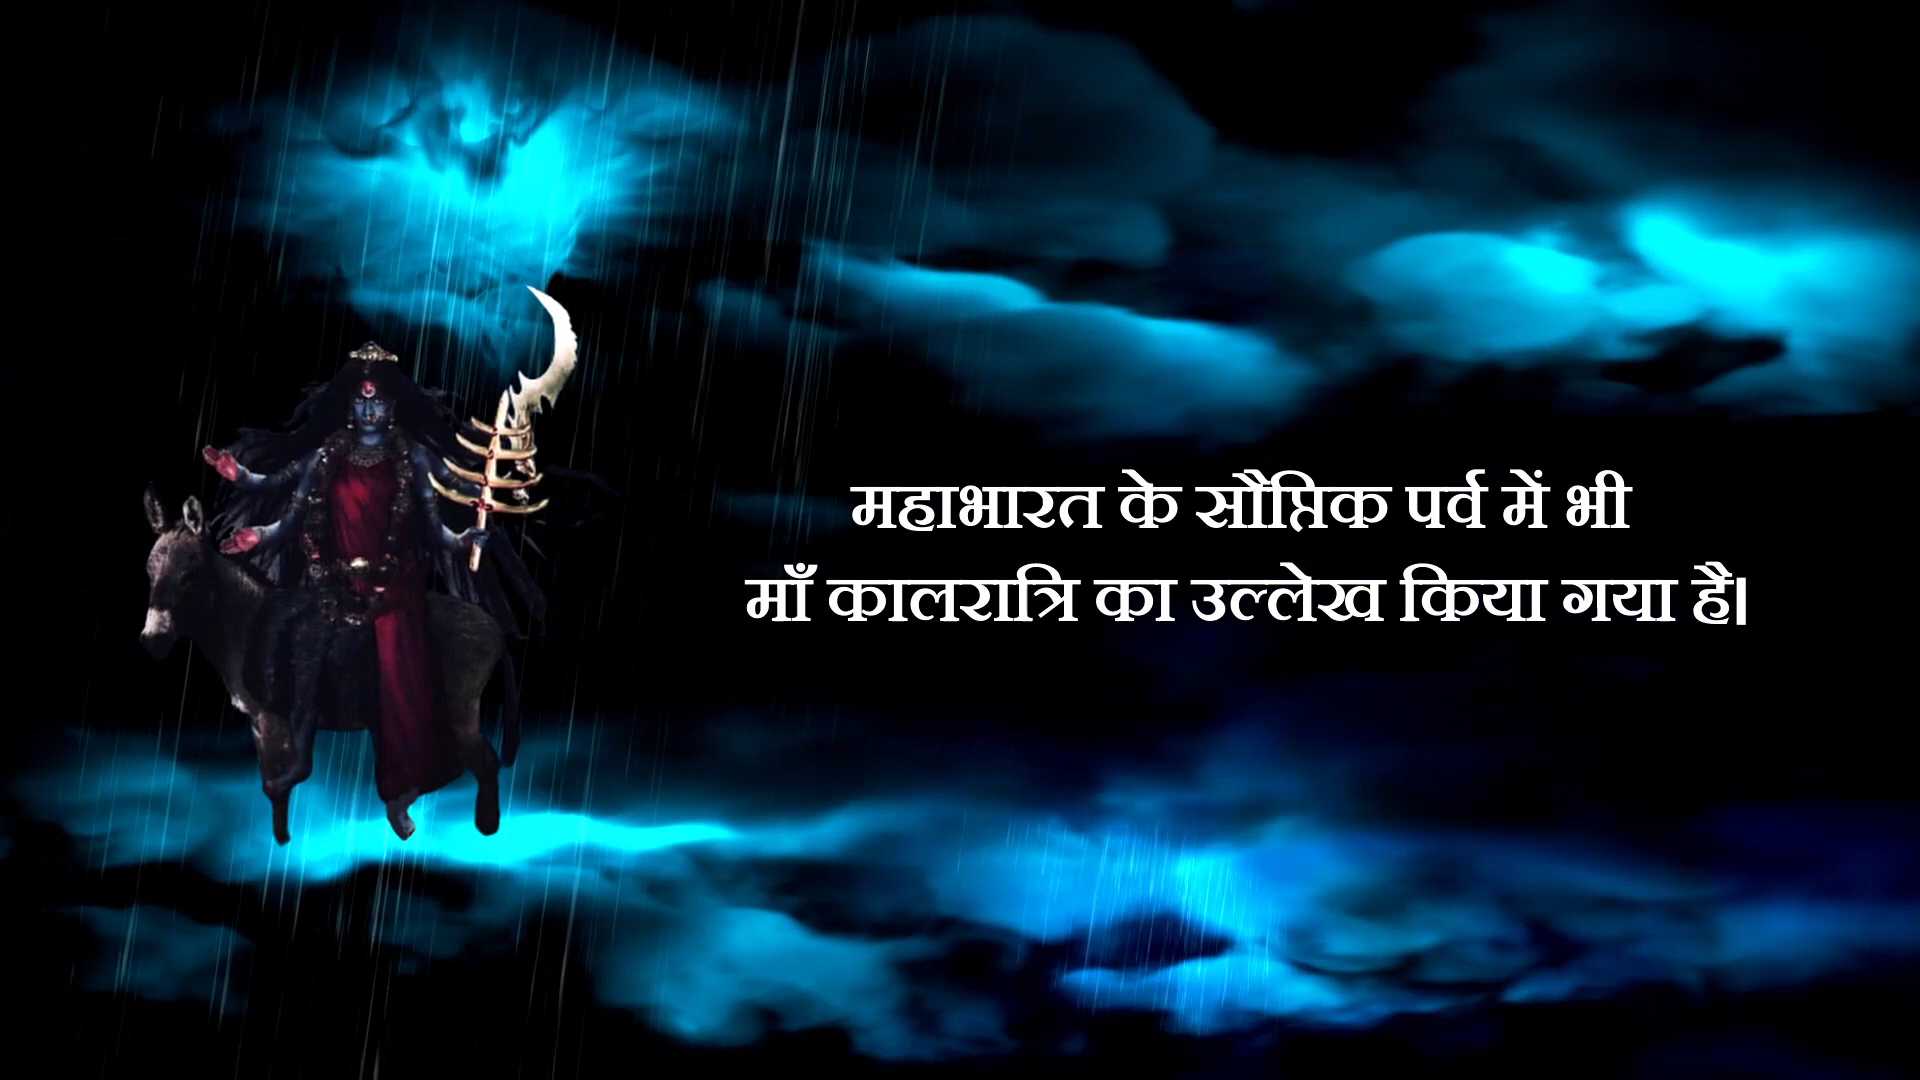 महाभारत के सौप्तिक पर्व में भी
माँ कालरात्रि का उल्लेख किया गया है।